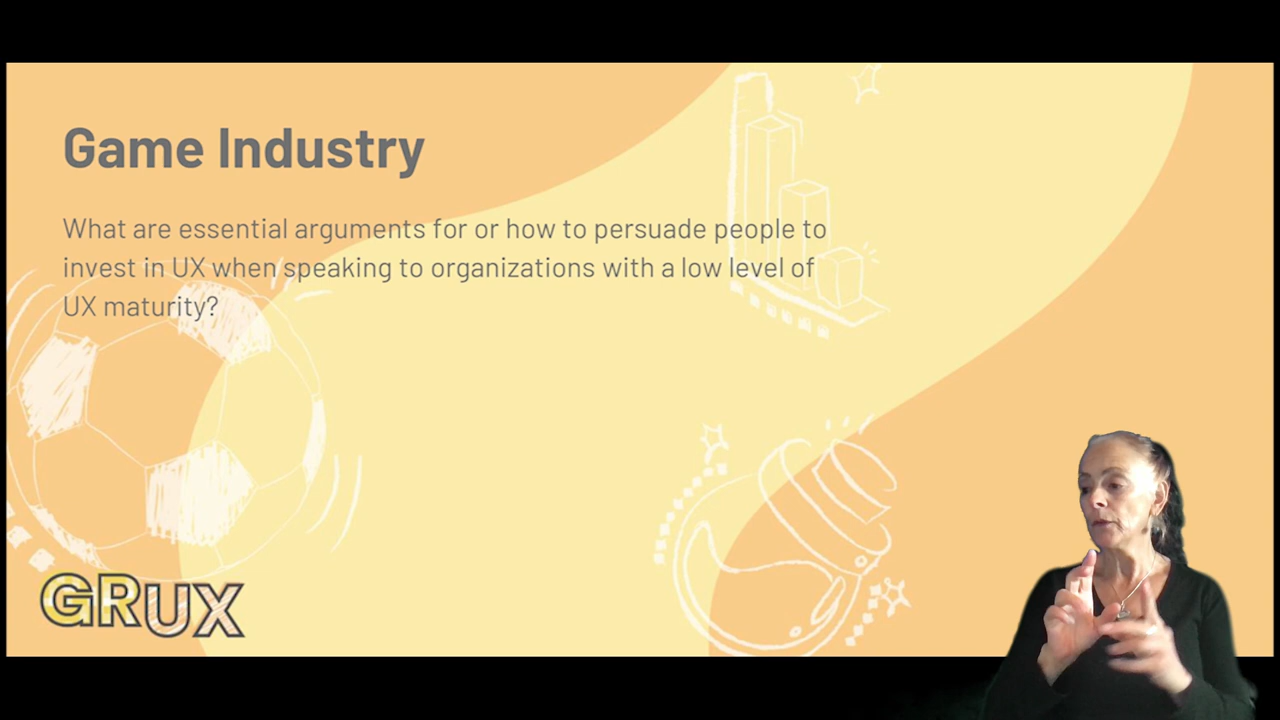 Game Industry
What are essential arguments for or how to persuade people to
invest in UX when speaking to organizations with a low level of
UX maturity?
GRUX